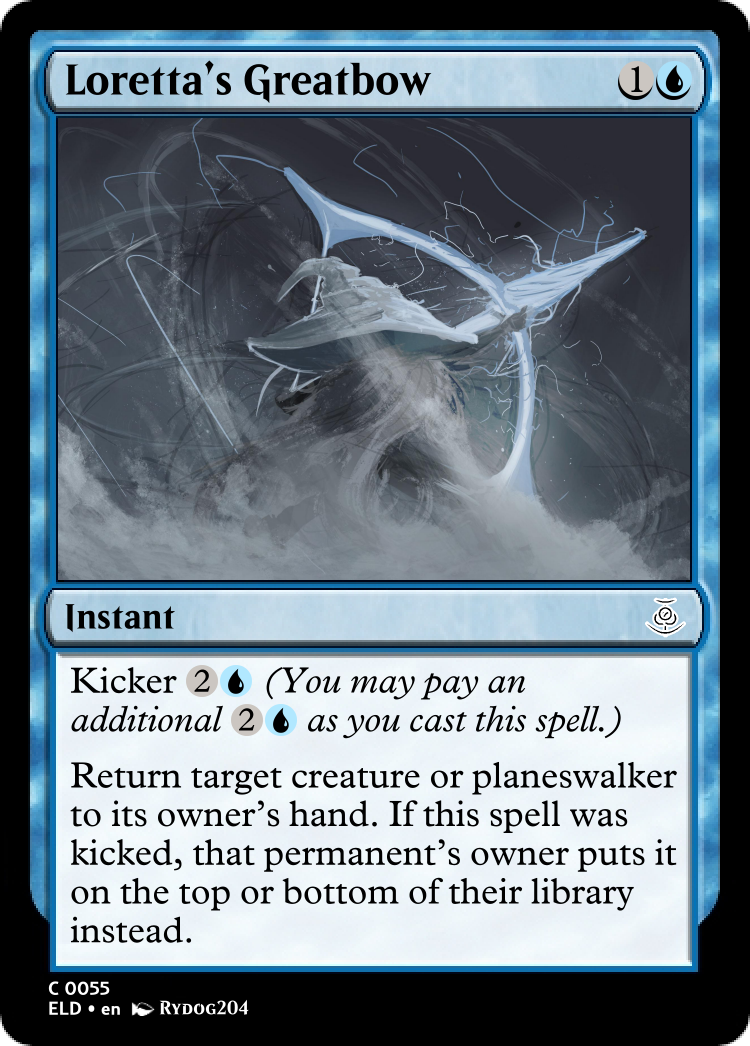 Loretta's Greatbow 1
Instant
Kicker 2 (You may pay an
additional 2 as you cast this spell.)
Return target creature or planeswalker
to its owner's hand. If this spell was
kicked, that permanent's owner puts it
on the top or bottom of their library
instead.
C 0055
ELD • en Rydog204